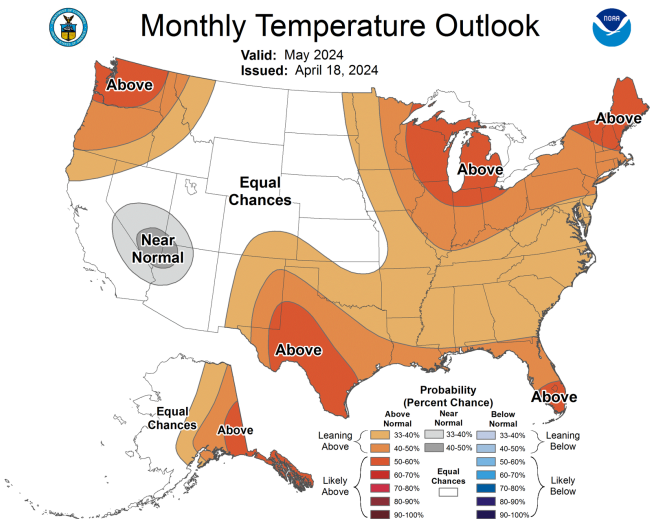 Monthly Temperature Outlook
NOAA
Valid: May 2024
Issued: April 18, 2024
Above
Above
Above
Equal
Chances
Near
Normal
Above
Above
Equal
Chances
Above
Probability
(Percent Chance)
Above
Normal
Near
Normal
Below
Normal
Leaning
Above
33-40%
40-50%
33-40%
40-50%
33-40%
40-50%
Leaning
Below
Likely
Above
50-60%
60-70%
70-80%
80-90%
90-100%
Equal
Chances
50-60%
60-70%
70-80%
80-90%
90-100%
Likely
Below